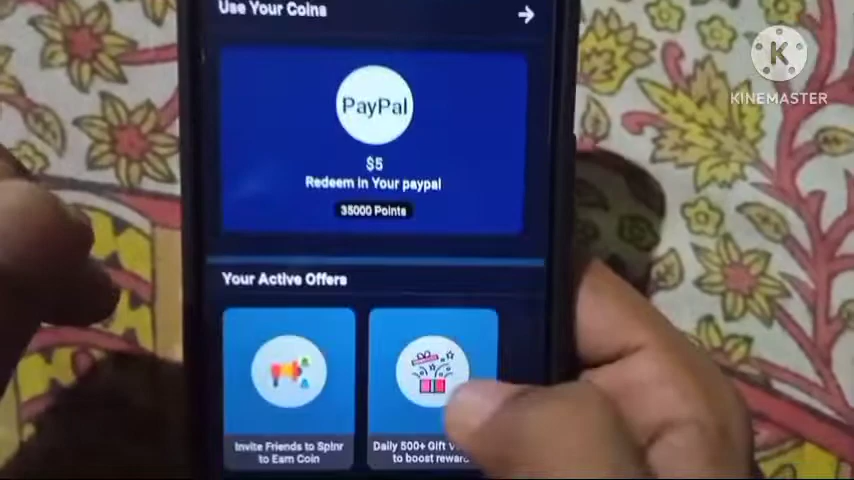 Use Your Coins
PayPal
$5
Redeem in Your paypal
35000 Points
Your Active Offers
Invite Friends to Spinr
to Earn Coin
Daily 500+ Gift
to boost reward
K
KINEMASTER